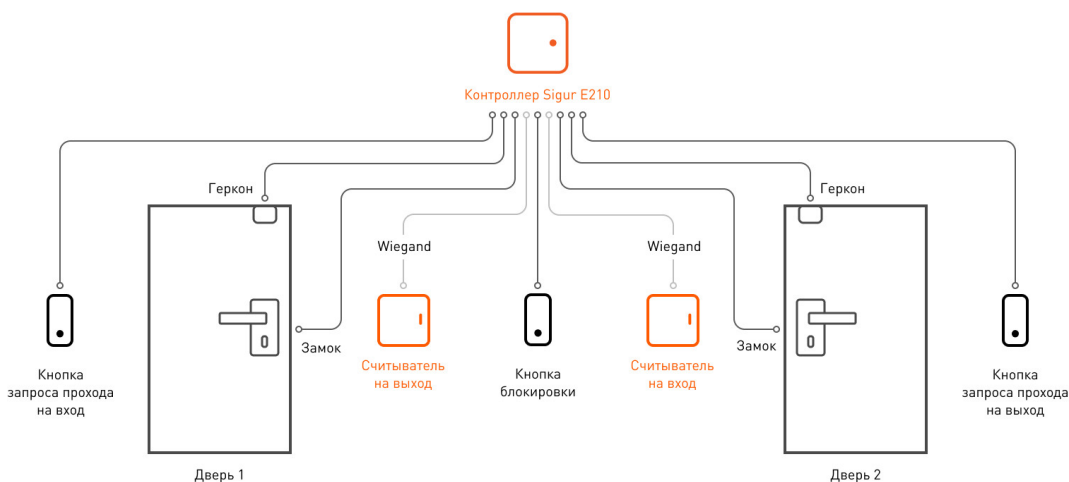 Контроллер Sigur E210
Геркон
Геркон
Wiegand
Wiegand
Замок
Замок
Кнопка
запроса прохода
на вход
Считыватель
на выход
Кнопка
блокировки
Считыватель
на вход
Кнопка
запроса прохода
на выход
Дверь 1
Дверь 2